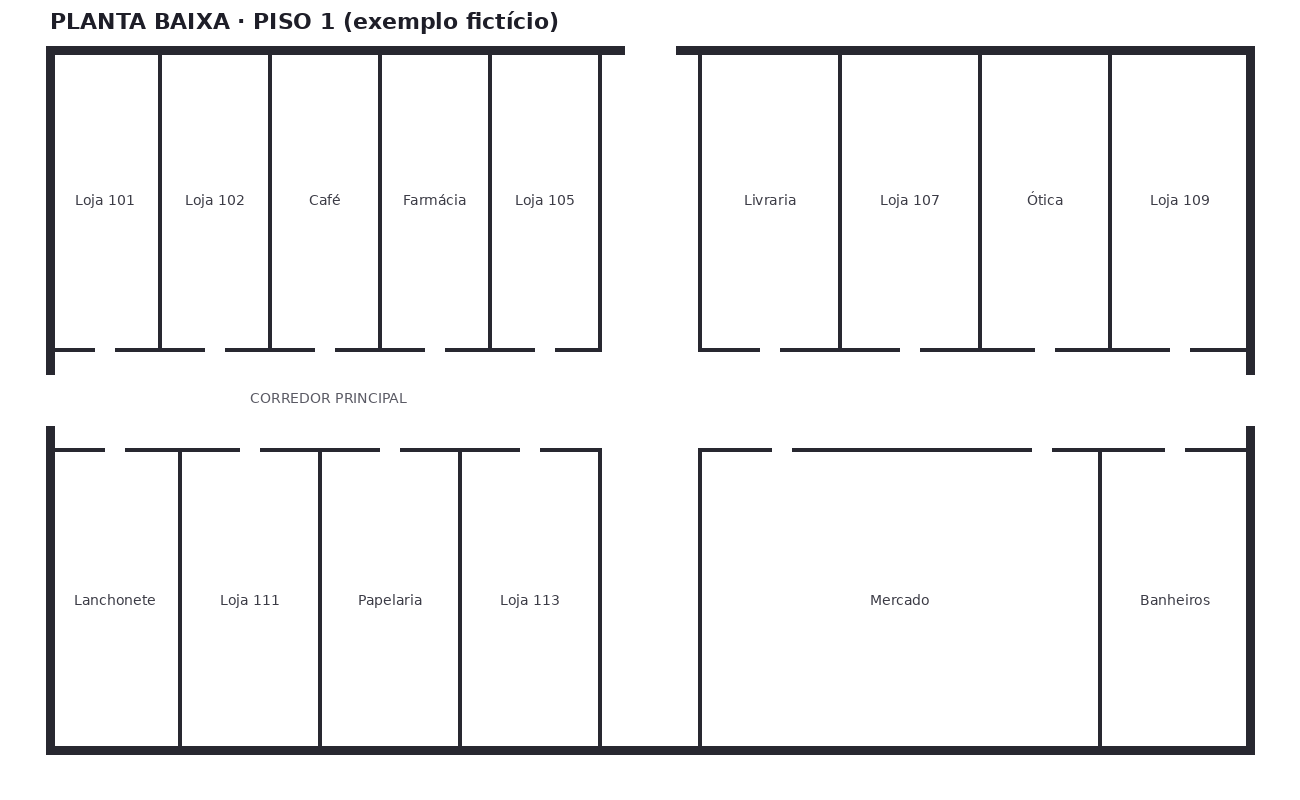 PLANTA BAIXA · PISO 1 (exemplo fictício)
Loja 101
Loja 102
Café
Farmácia
Loja 105
Livraria
Loja 107
Ótica
Loja 109
CORREDOR PRINCIPAL
Lanchonete
Loja 111
Papelaria
Loja 113
Mercado
Banheiros